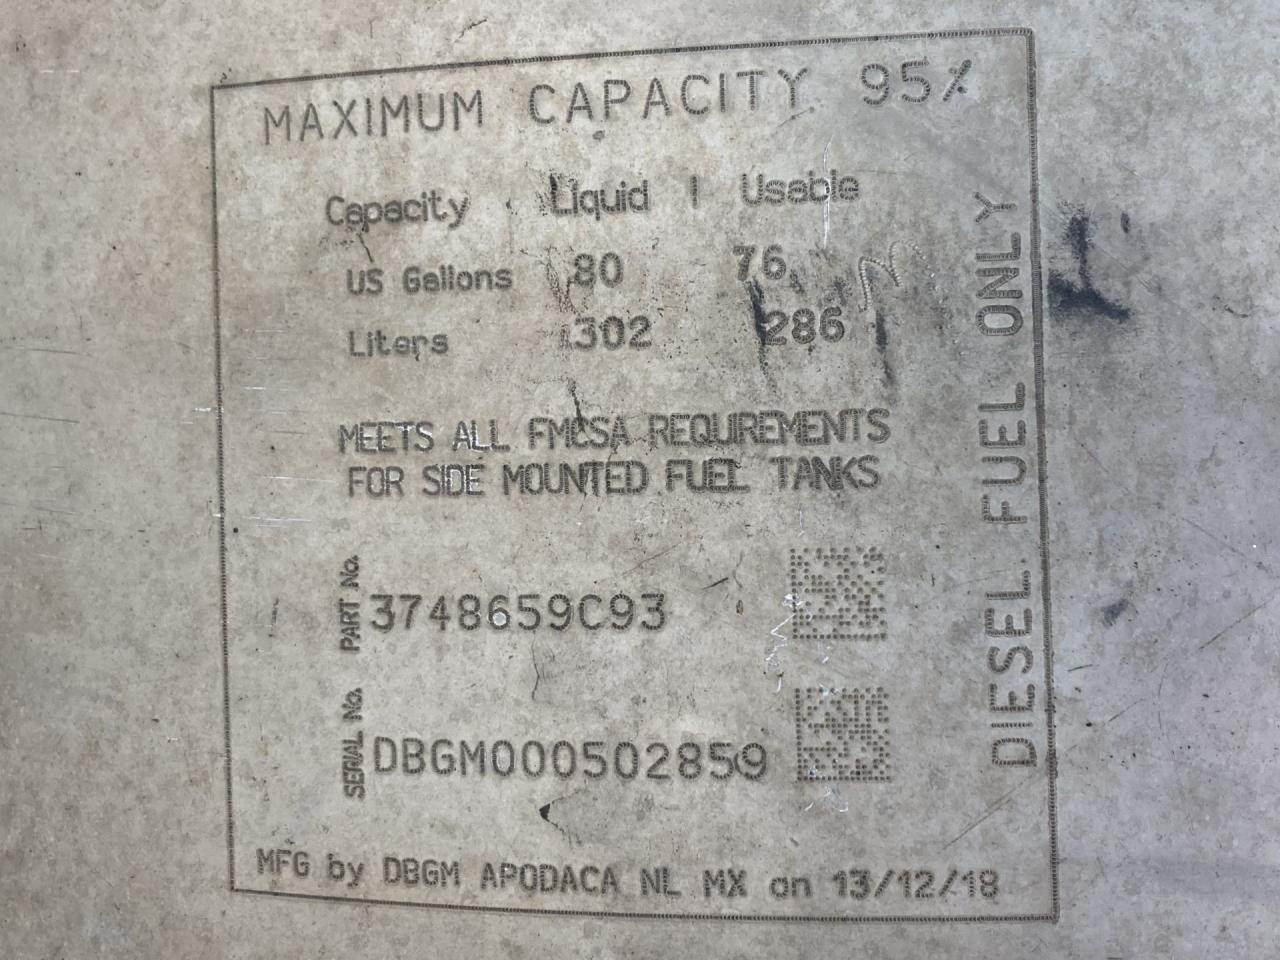 MAXIMUM CAPACITY 95%
Capacity Liquid | Usable
US Gallons 80 76
Liters 302 286
MEETS ALL FMCSA REQUIREMENTS
FOR SIDE MOUNTED FUEL TANKS
PART No. 3748659C93
SERIAL No. DBGM000502859
MFG by DBGM APODACA NL MX on 13/12/18
DIESEL FUEL ONLY